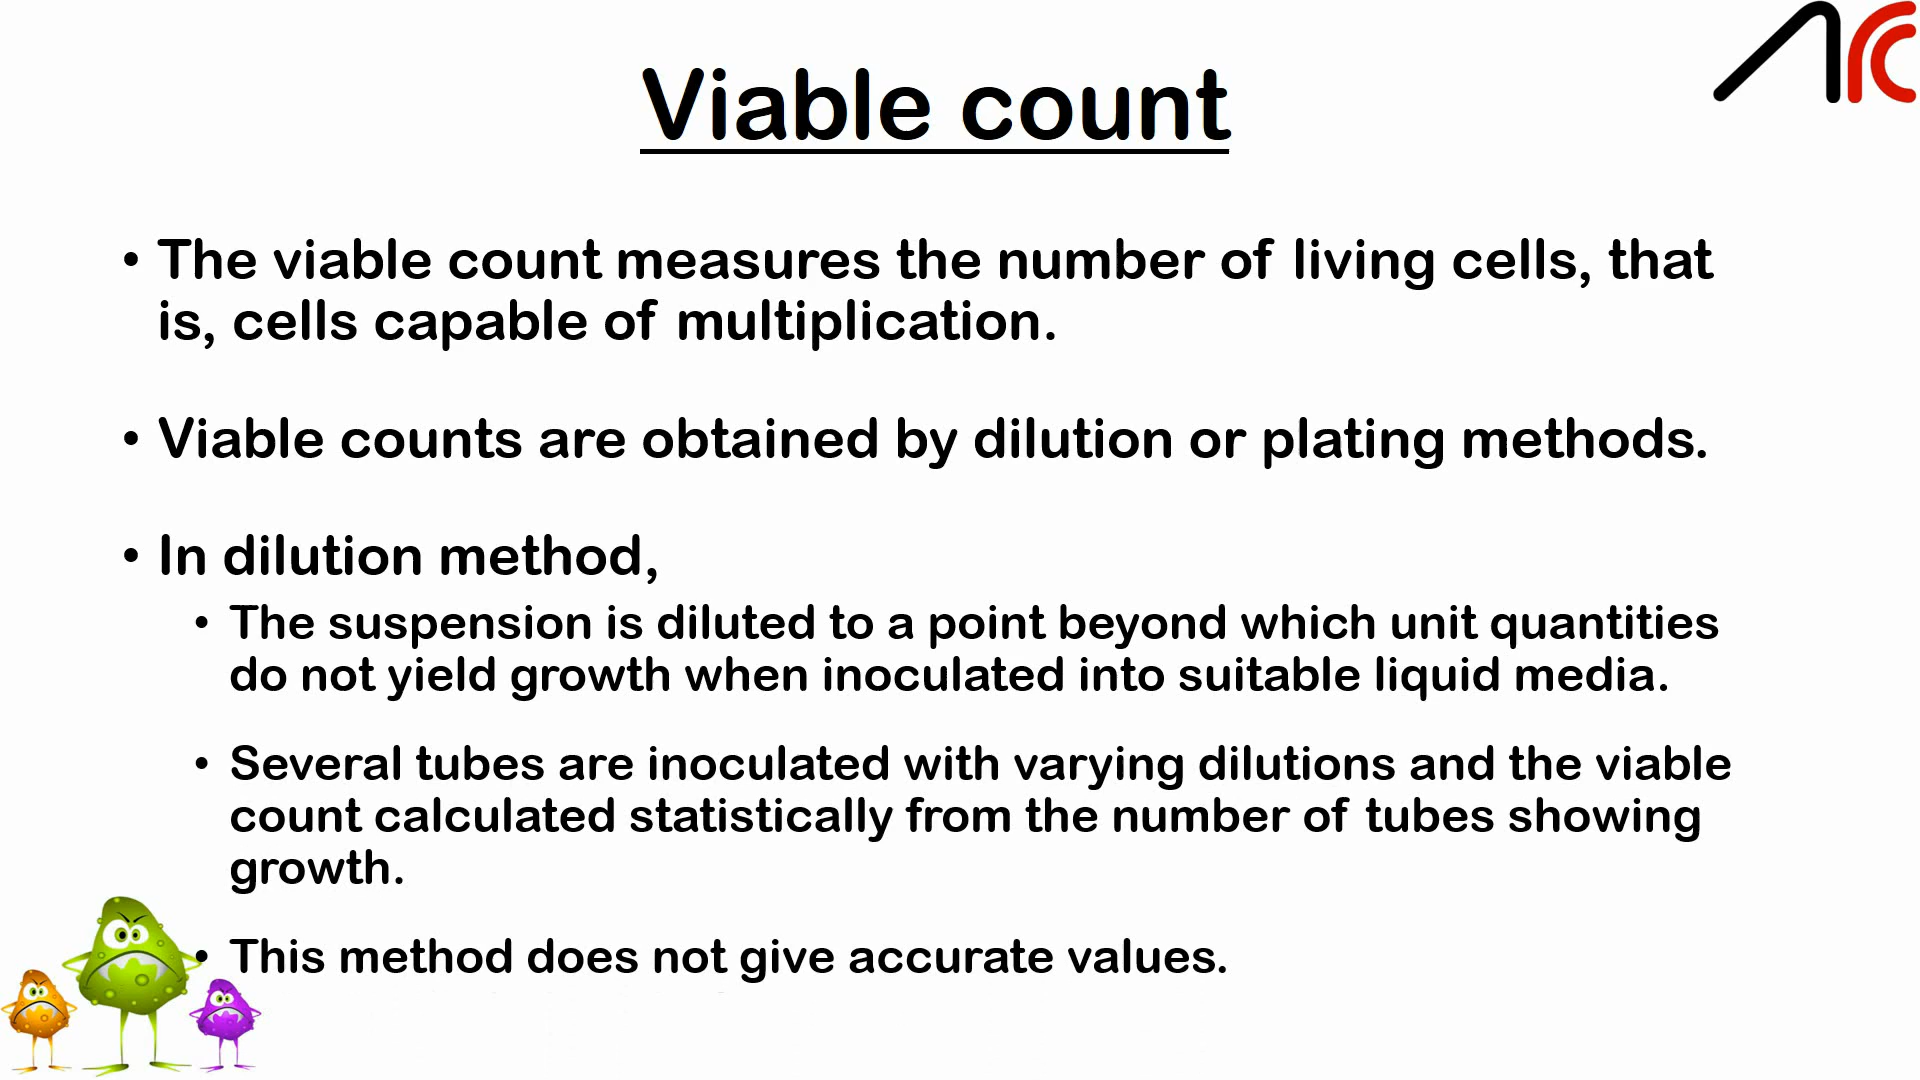 Viable count
• The viable count measures the number of living cells, that
is, cells capable of multiplication.
• Viable counts are obtained by dilution or plating methods.
• In dilution method,
• The suspension is diluted to a point beyond which unit quantities
do not yield growth when inoculated into suitable liquid media.
• Several tubes are inoculated with varying dilutions and the viable
count calculated statistically from the number of tubes showing
growth.
• This method does not give accurate values.